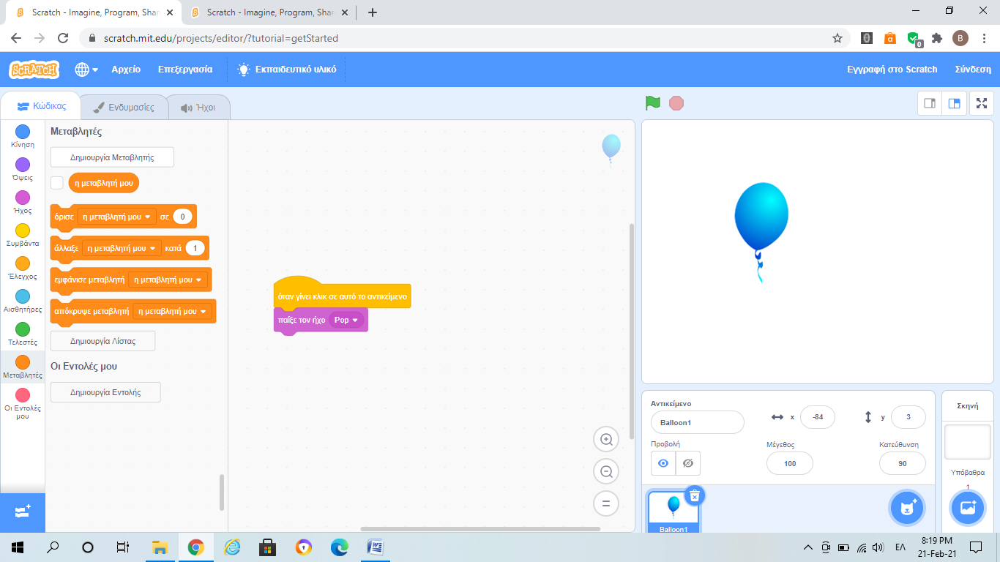 Scratch - Imagine, Program, Shar
Scratch - Imagine, Program, Shar
scratch.mit.edu/projects/editor/?tutorial=getStarted
0
B
SCRATCH
Αρχείο
Επεξεργασία
Εκπαιδευτικό υλικό
Εγγραφή στο Scratch
Σύνδεση
Κώδικας
Ενδυμασίες
Ήχοι
Κίνηση
Όψεις
Ήχος
Συμβάντα
Έλεγχος
Αισθητήρες
Τελεστές
Μεταβλητές
Οι Εντολές
μου
Μεταβλητές
Δημιουργία Μεταβλητής
η μεταβλητή μου
όρισε η μεταβλητή μου σε 0
άλλαξε η μεταβλητή μου κατά 1
εμφάνισε μεταβλητή η μεταβλητή μου
απόκρυψε μεταβλητή η μεταβλητή μου
Δημιουργία Λίστας
Οι Εντολές μου
Δημιουργία Εντολής
όταν γίνει κλικ σε αυτό το αντικείμενο
παίξε τον ήχο Pop
Αντικείμενο
Balloon1
x -84
y 3
Προβολή
Μέγεθος
100
Κατεύθυνση
90
Balloon1
Σκηνή
Υπόβαθρα
1
ΕΛ
8:19 PM
21-Feb-21